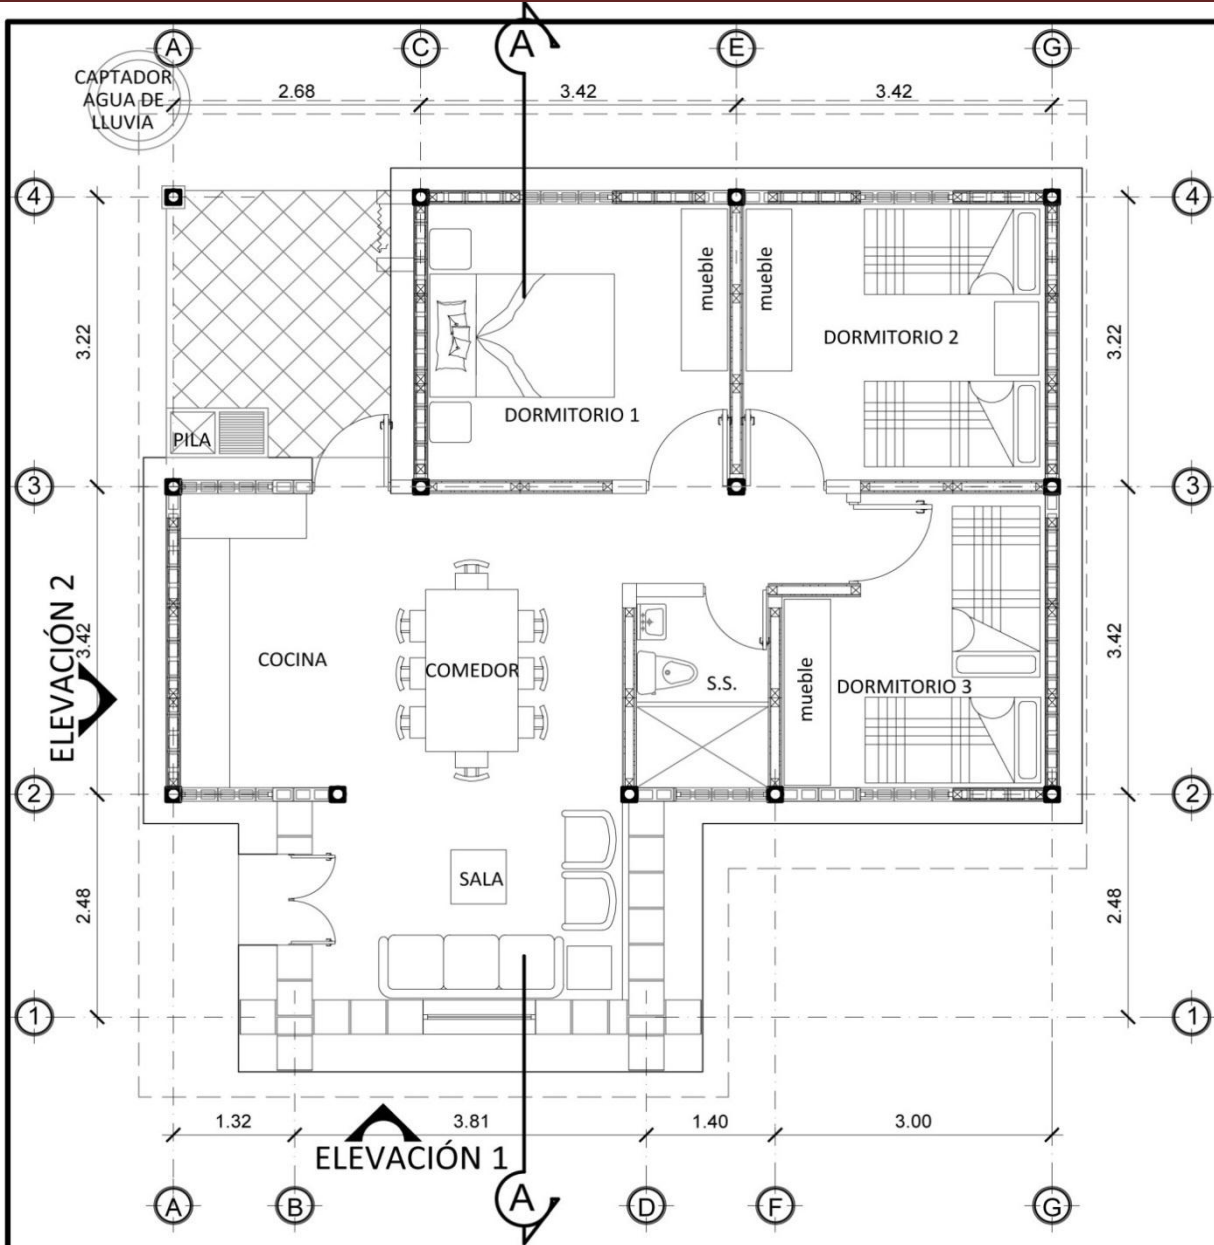 A C A E G
CAPTADOR
AGUA DE
LLUVIA
2.68 3.42 3.42
4 4
mueble mueble
3.22 DORMITORIO 2 3.22
DORMITORIO 1
PILA
3 3
ELEVACIÓN 2
3.42 3.42
COCINA COMEDOR S.S. mueble DORMITORIO 3
2 2
SALA
2.48 2.48
1 1
1.32 3.81 1.40 3.00
ELEVACIÓN 1
A B A D F G